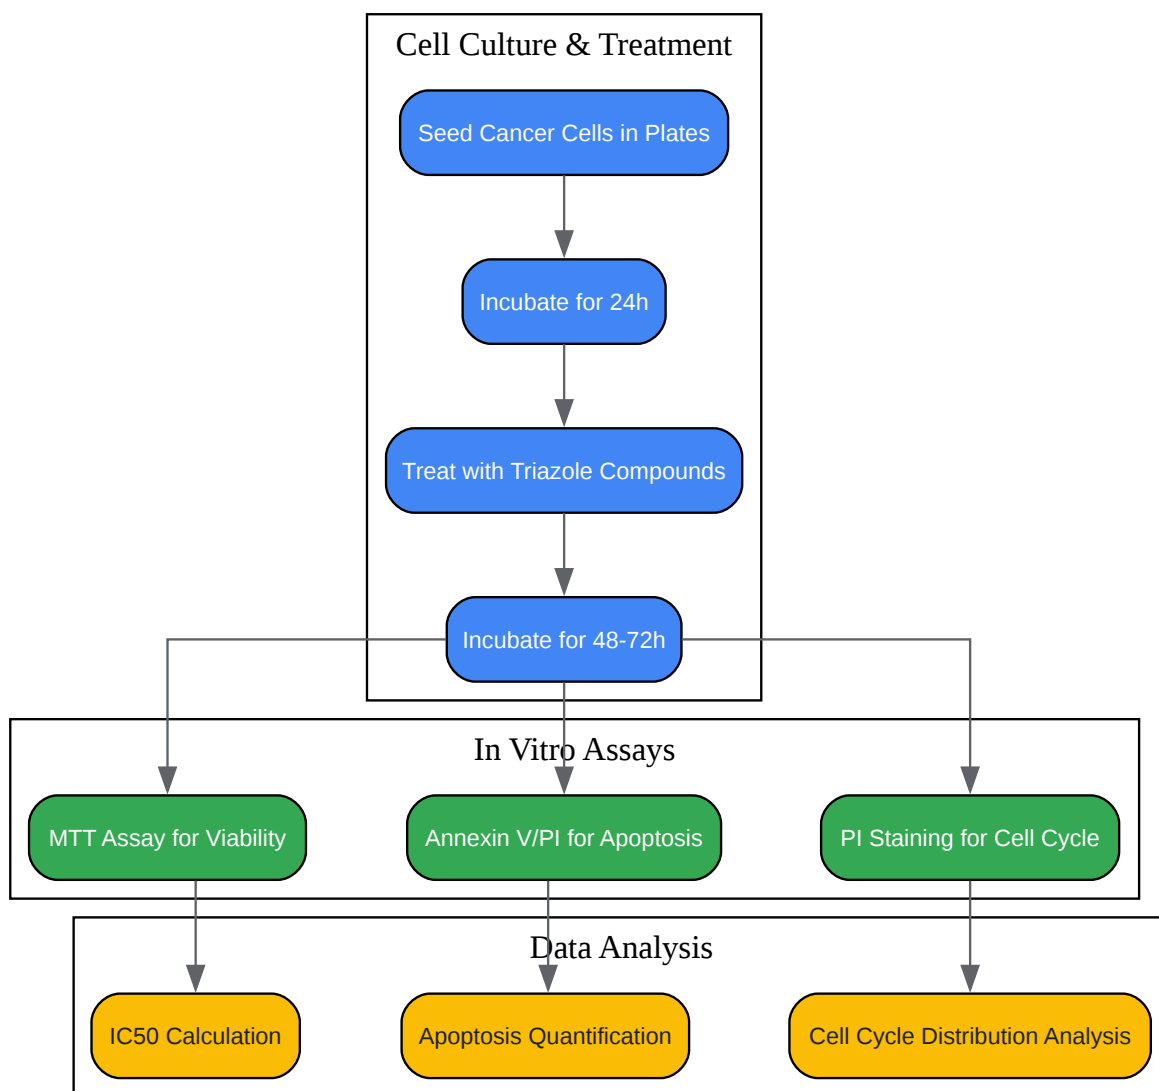 Cell Culture & Treatment
Seed Cancer Cells in Plates
Incubate for 24h
Treat with Triazole Compounds
Incubate for 48-72h
In Vitro Assays
MTT Assay for Viability
Annexin V/PI for Apoptosis
PI Staining for Cell Cycle
Data Analysis
IC50 Calculation
Apoptosis Quantification
Cell Cycle Distribution Analysis